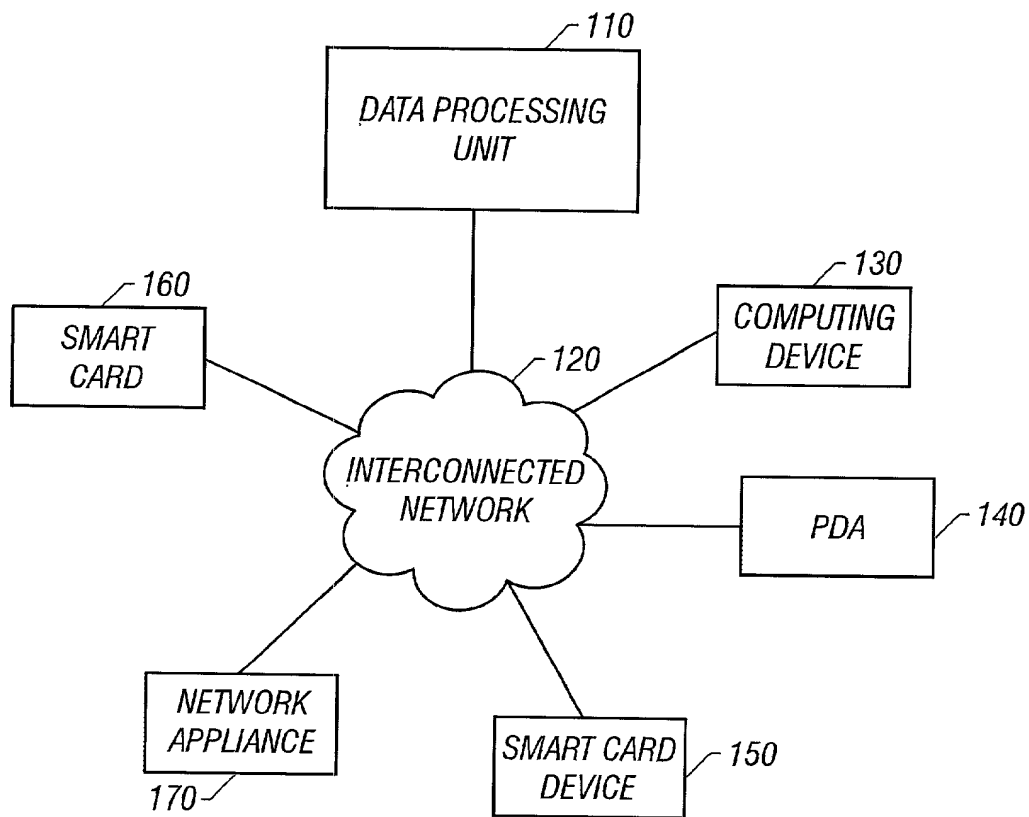 110
DATA PROCESSING
UNIT
160
SMART
CARD
130
COMPUTING
DEVICE
120
INTERCONNECTED
NETWORK
PDA
140
NETWORK
APPLIANCE
170
SMART CARD
DEVICE
150